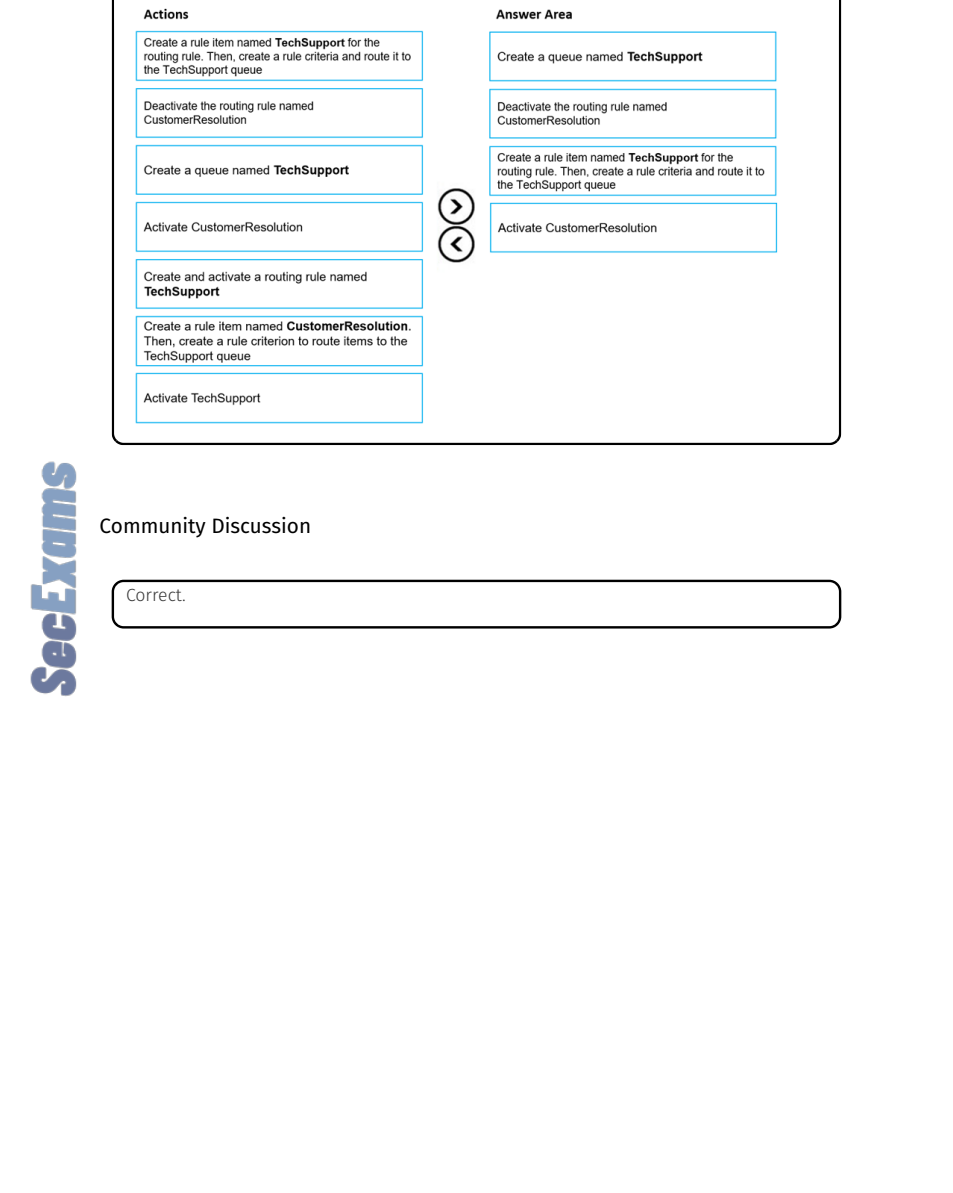 Actions
Create a rule item named TechSupport for the
routing rule. Then, create a rule criteria and route it to
the TechSupport queue
Deactivate the routing rule named
CustomerResolution
Create a queue named TechSupport
Activate CustomerResolution
Create and activate a routing rule named
TechSupport
Create a rule item named CustomerResolution.
Then, create a rule criterion to route items to the
TechSupport queue
Activate TechSupport
Answer Area
Create a queue named TechSupport
Deactivate the routing rule named
CustomerResolution
Create a rule item named TechSupport for the
routing rule. Then, create a rule criteria and route it to
the TechSupport queue
Activate CustomerResolution
SecExams
Community Discussion
Correct.